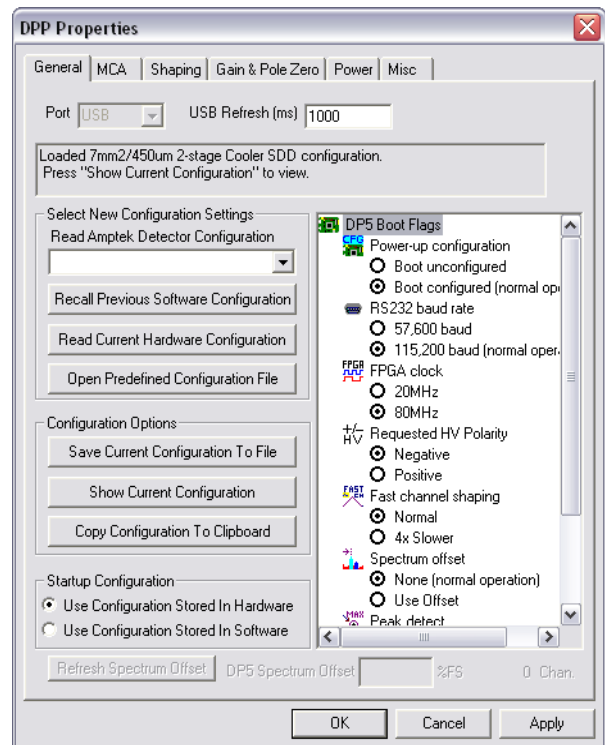 DPP Properties
General MCA Shaping Gain & Pole Zero Power Misc
Port USB USB Refresh (ms) 1000
Loaded 7mm2/450um 2-stage Cooler SDD configuration.
Press "Show Current Configuration" to view.
Select New Configuration Settings
Read Amptek Detector Configuration
Recall Previous Software Configuration
Read Current Hardware Configuration
Open Predefined Configuration File
Configuration Options
Save Current Configuration To File
Show Current Configuration
Copy Configuration To Clipboard
Startup Configuration
Use Configuration Stored In Hardware
Use Configuration Stored In Software
DP5 Boot Flags
CFG Power-up configuration
Boot unconfigured
Boot configured (normal op
RS232 baud rate
57,600 baud
115,200 baud (normal oper
FPGA FPGA clock
20MHz
80MHz
+/- HV Requested HV Polarity
Negative
Positive
FAST CH Fast channel shaping
Normal
4x Slower
Spectrum offset
None (normal operation)
Use Offset
MAX Peak detect
Refresh Spectrum Offset DP5 Spectrum Offset %FS 0 Chan.
OK Cancel Apply